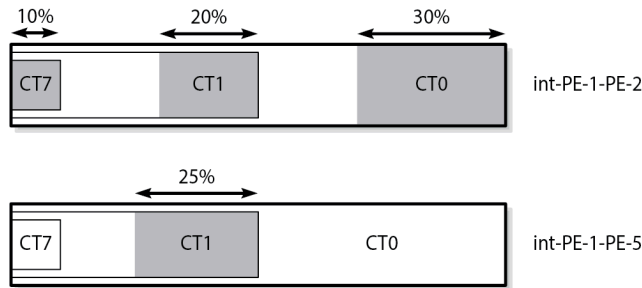 10% 20% 30%
CT7 CT1 CT0 int-PE-1-PE-2
25%
CT7 CT1 CT0 int-PE-1-PE-5